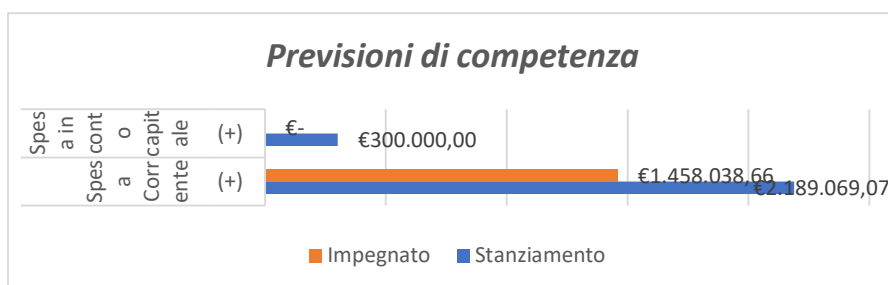 Previsioni di competenza
Spes
a in
cont
o
capit
ale
(+)
€-
€300.000,00
Spes
a
Corr
ente
(+)
€1.458.038,66
€2.189.069,07
Impegnato
Stanziamento